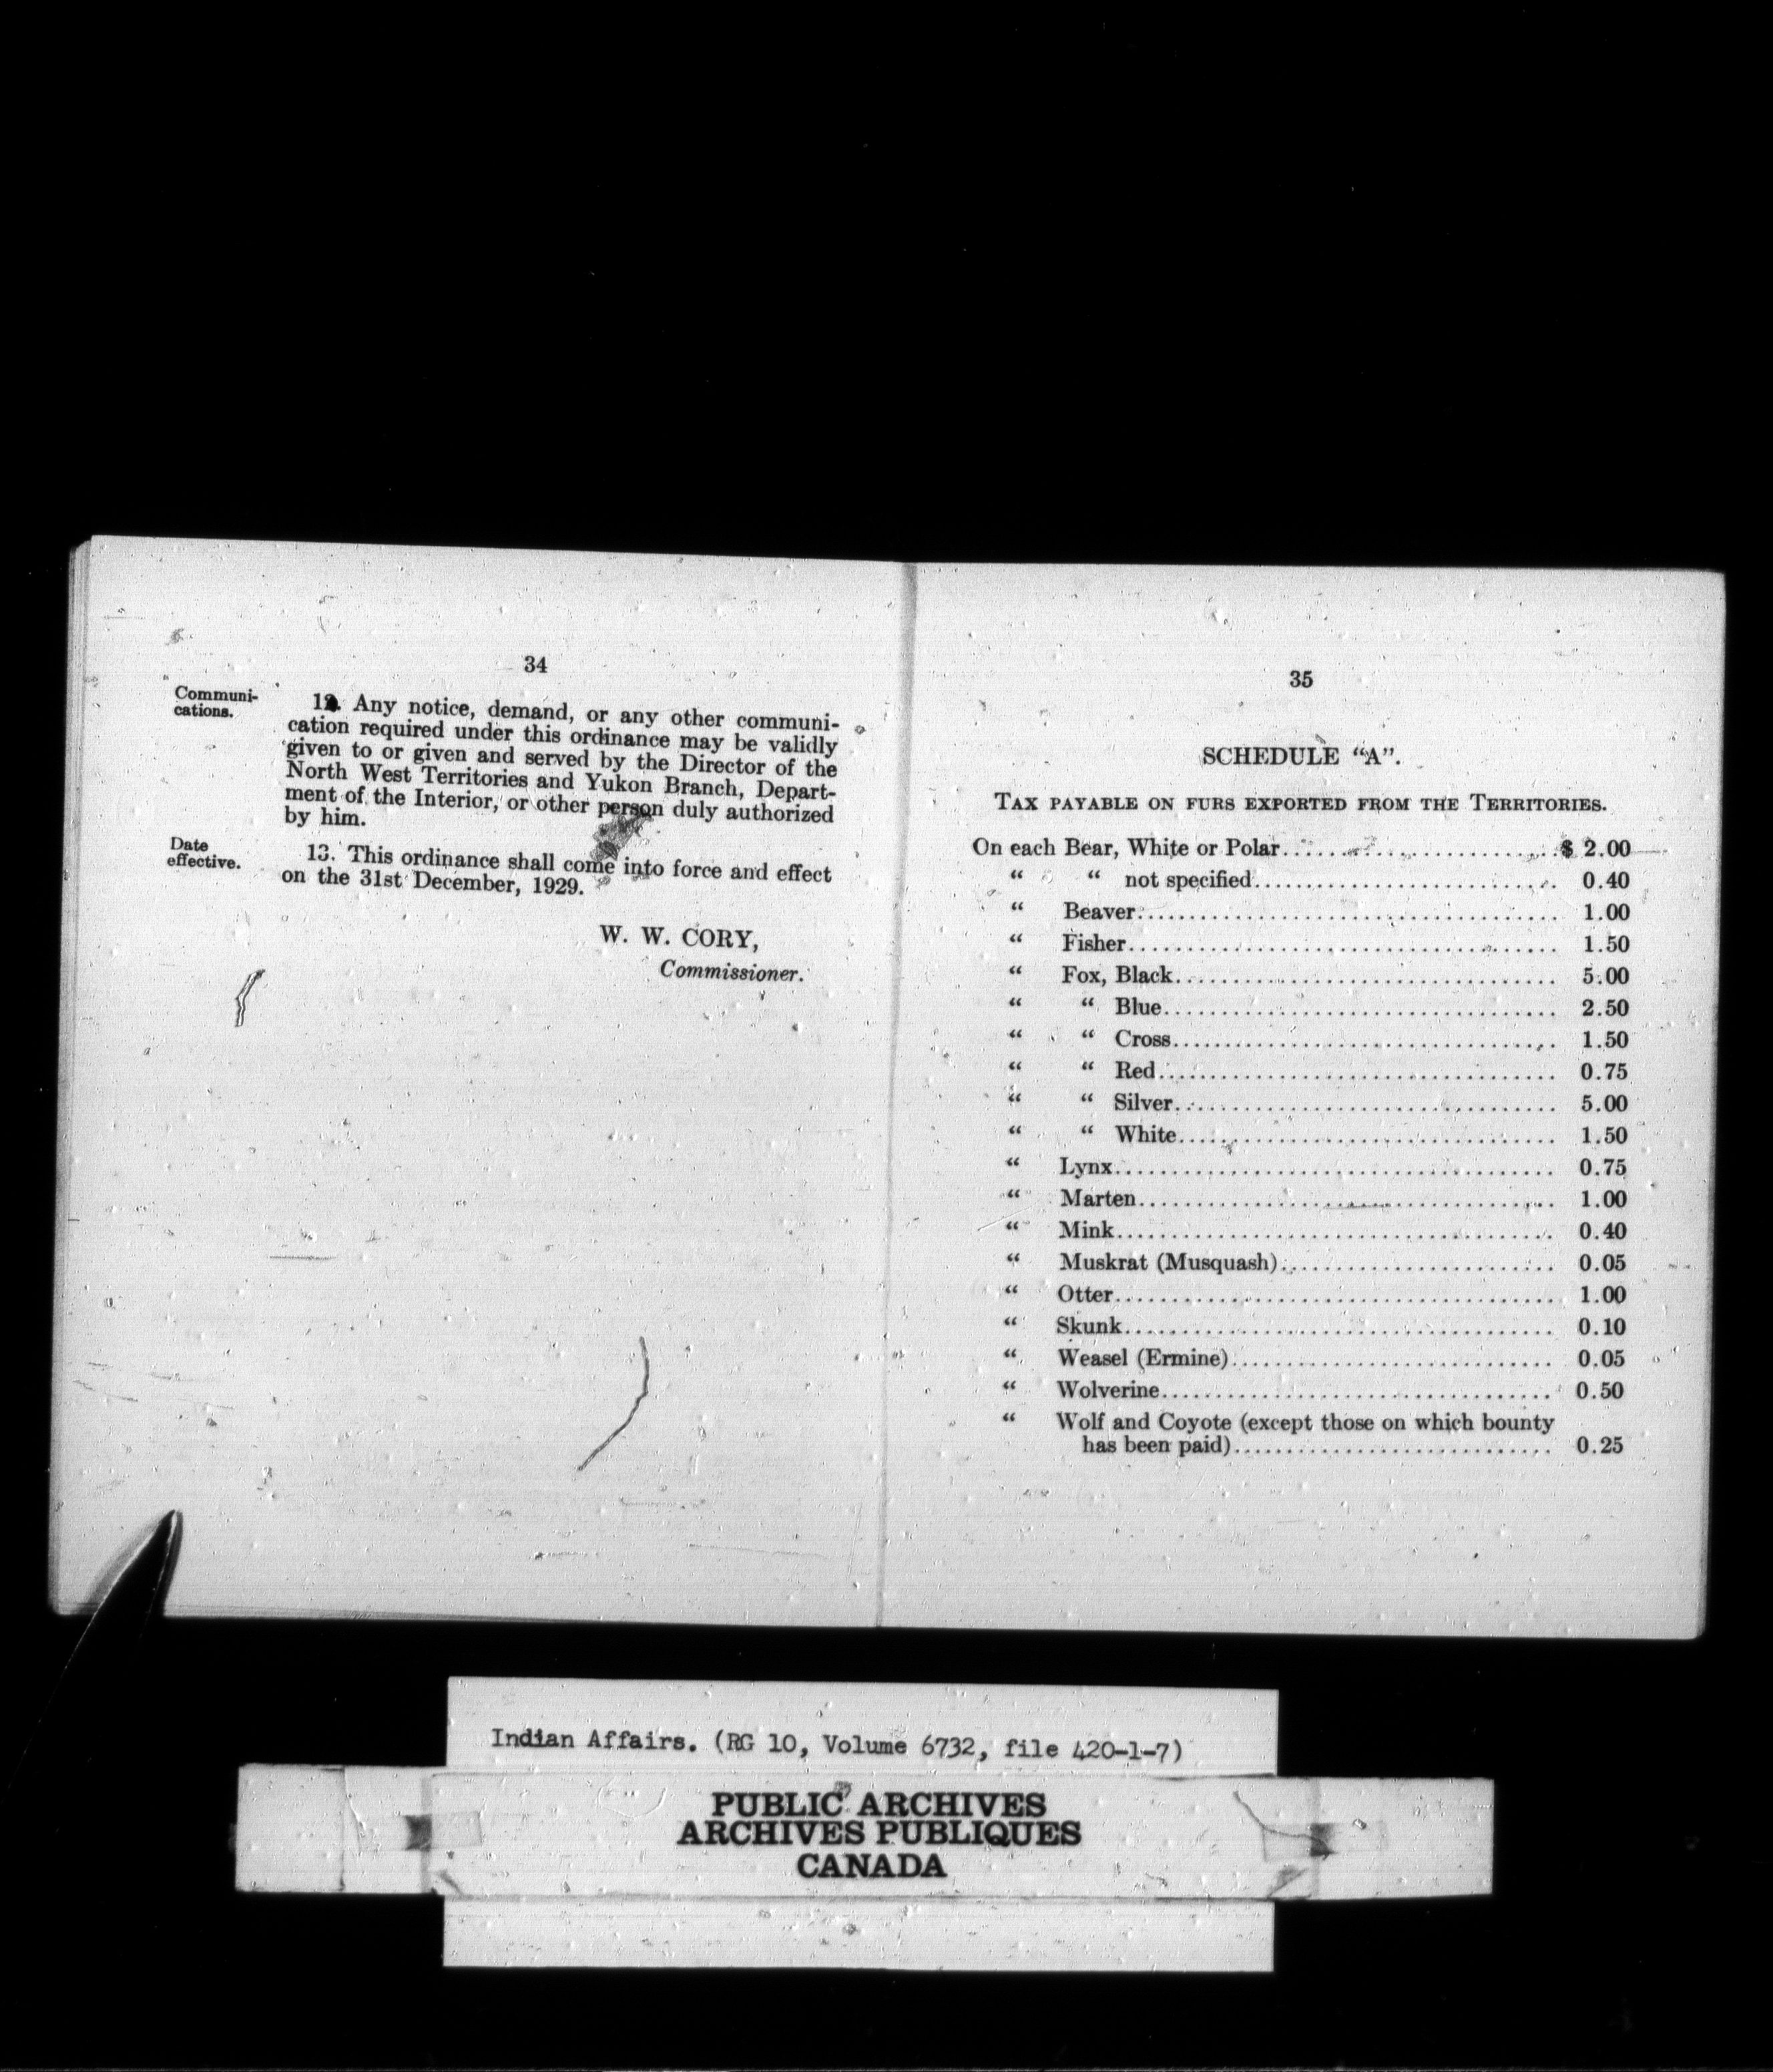 34
Communi-
cations.
12. Any notice, demand, or any other communi-
cation required under this ordinance may be validly
given to or given and served by the Director of the
North West Territories and Yukon Branch, Depart-
ment of the Interior, or other person duly authorized
by him.
Date
effective.
13. This ordinance shall come into force and effect
on the 31st December, 1929.
W. W. CORY,
Commissioner.
35
SCHEDULE “A”.
TAX PAYABLE ON FURS EXPORTED FROM THE TERRITORIES.
On each Bear, White or Polar........................$ 2.00
“ “ not specified........................ 0.40
“ Beaver........................ 1.00
“ Fisher........................ 1.50
“ Fox, Black........................ 5.00
“ “ Blue........................ 2.50
“ “ Cross........................ 1.50
“ “ Red........................ 0.75
“ “ Silver........................ 5.00
“ “ White........................ 1.50
“ Lynx........................ 0.75
“ Marten........................ 1.00
“ Mink........................ 0.40
“ Muskrat (Musquash)........................ 0.05
“ Otter........................ 1.00
“ Skunk........................ 0.10
“ Weasel (Ermine)........................ 0.05
“ Wolverine........................ 0.50
“ Wolf and Coyote (except those on which bounty
has been paid)........................ 0.25
Indian Affairs. (RG 10, Volume 6732, file 420-1-7)
PUBLIC ARCHIVES
ARCHIVES PUBLIQUES
CANADA